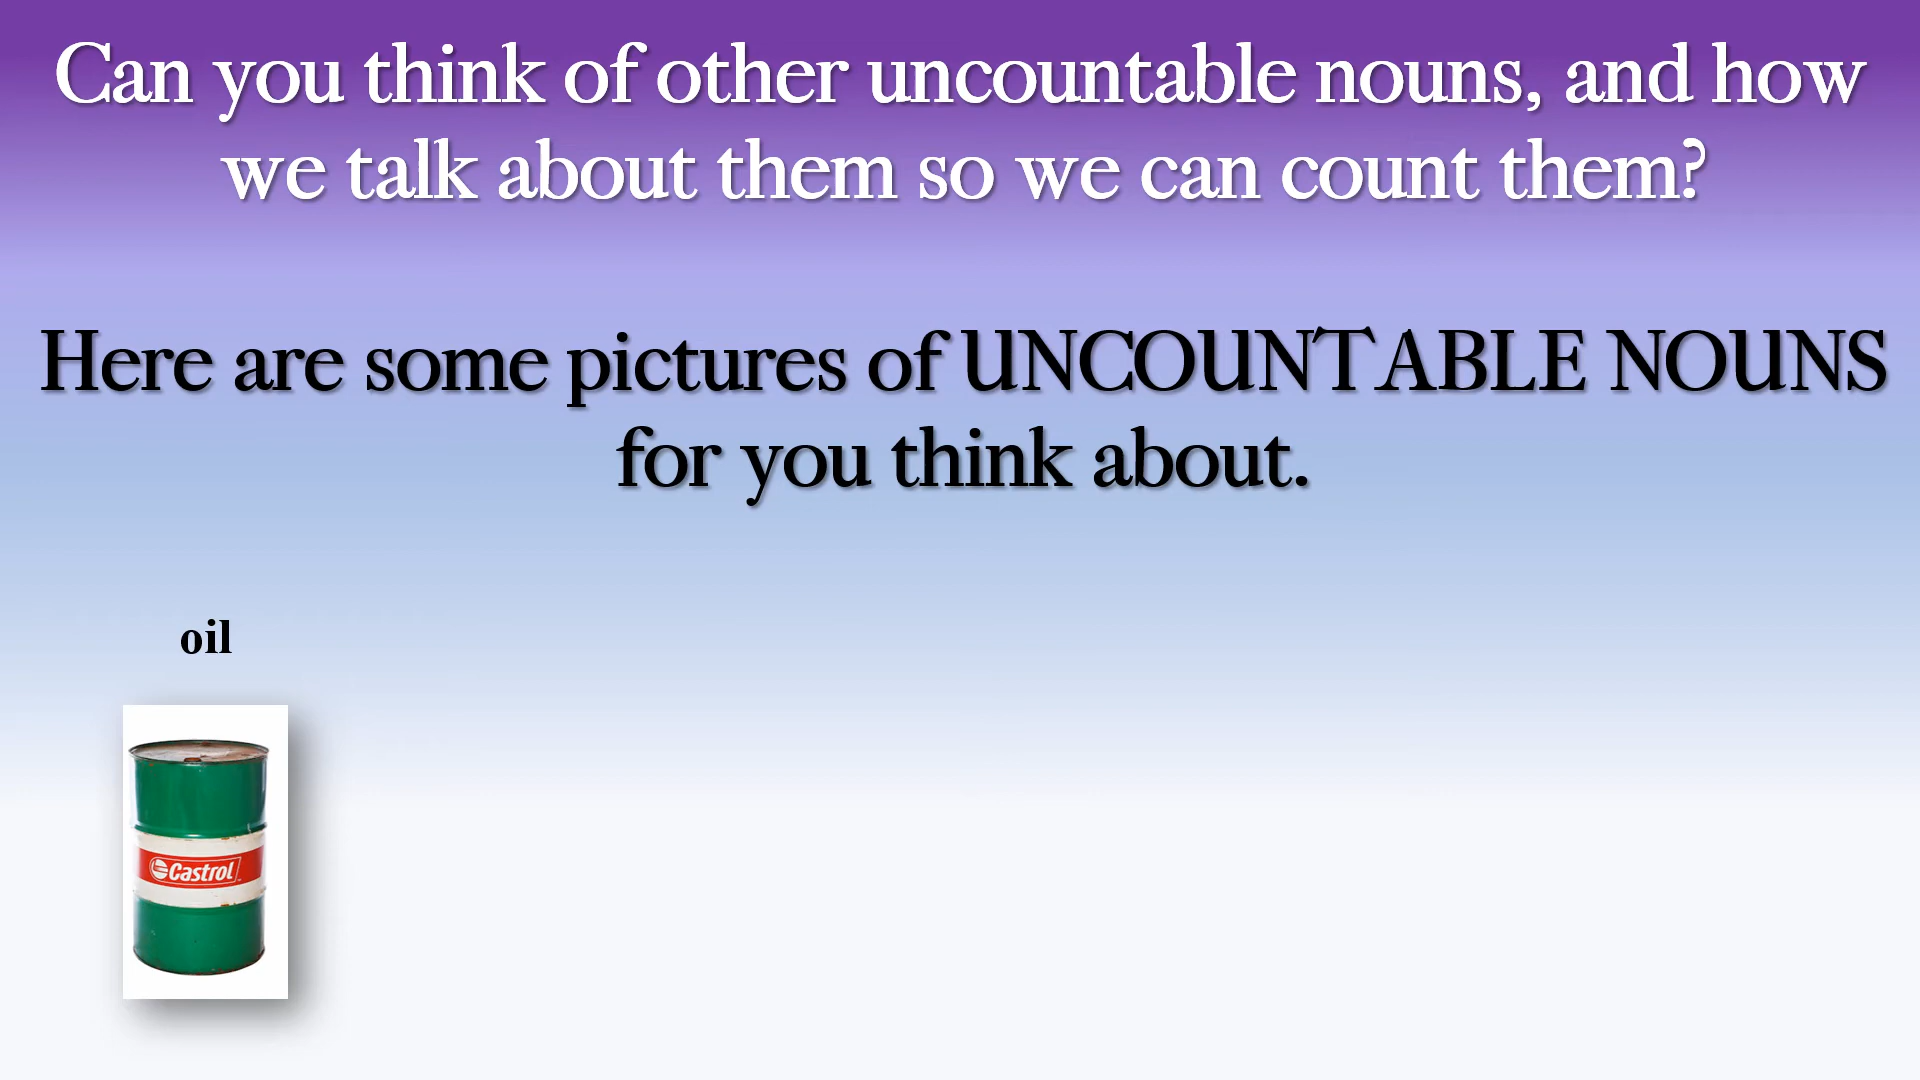 Can you think of other uncountable nouns, and how
we talk about them so we can count them?
Here are some pictures of UNCOUNTABLE NOUNS
for you think about.
oil
Castrol